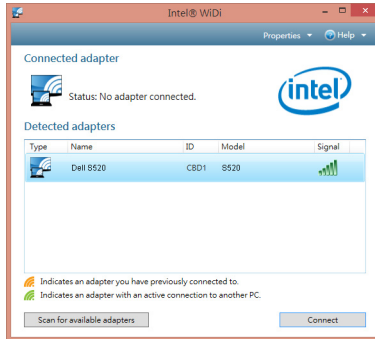 Intel® WiDi
Properties Help
Connected adapter
Status: No adapter connected.
intel
Detected adapters
Type Name ID Model Signal
Dell S520 CBD1 S520
Indicates an adapter you have previously connected to.
Indicates an adapter with an active connection to another PC.
Scan for available adapters Connect